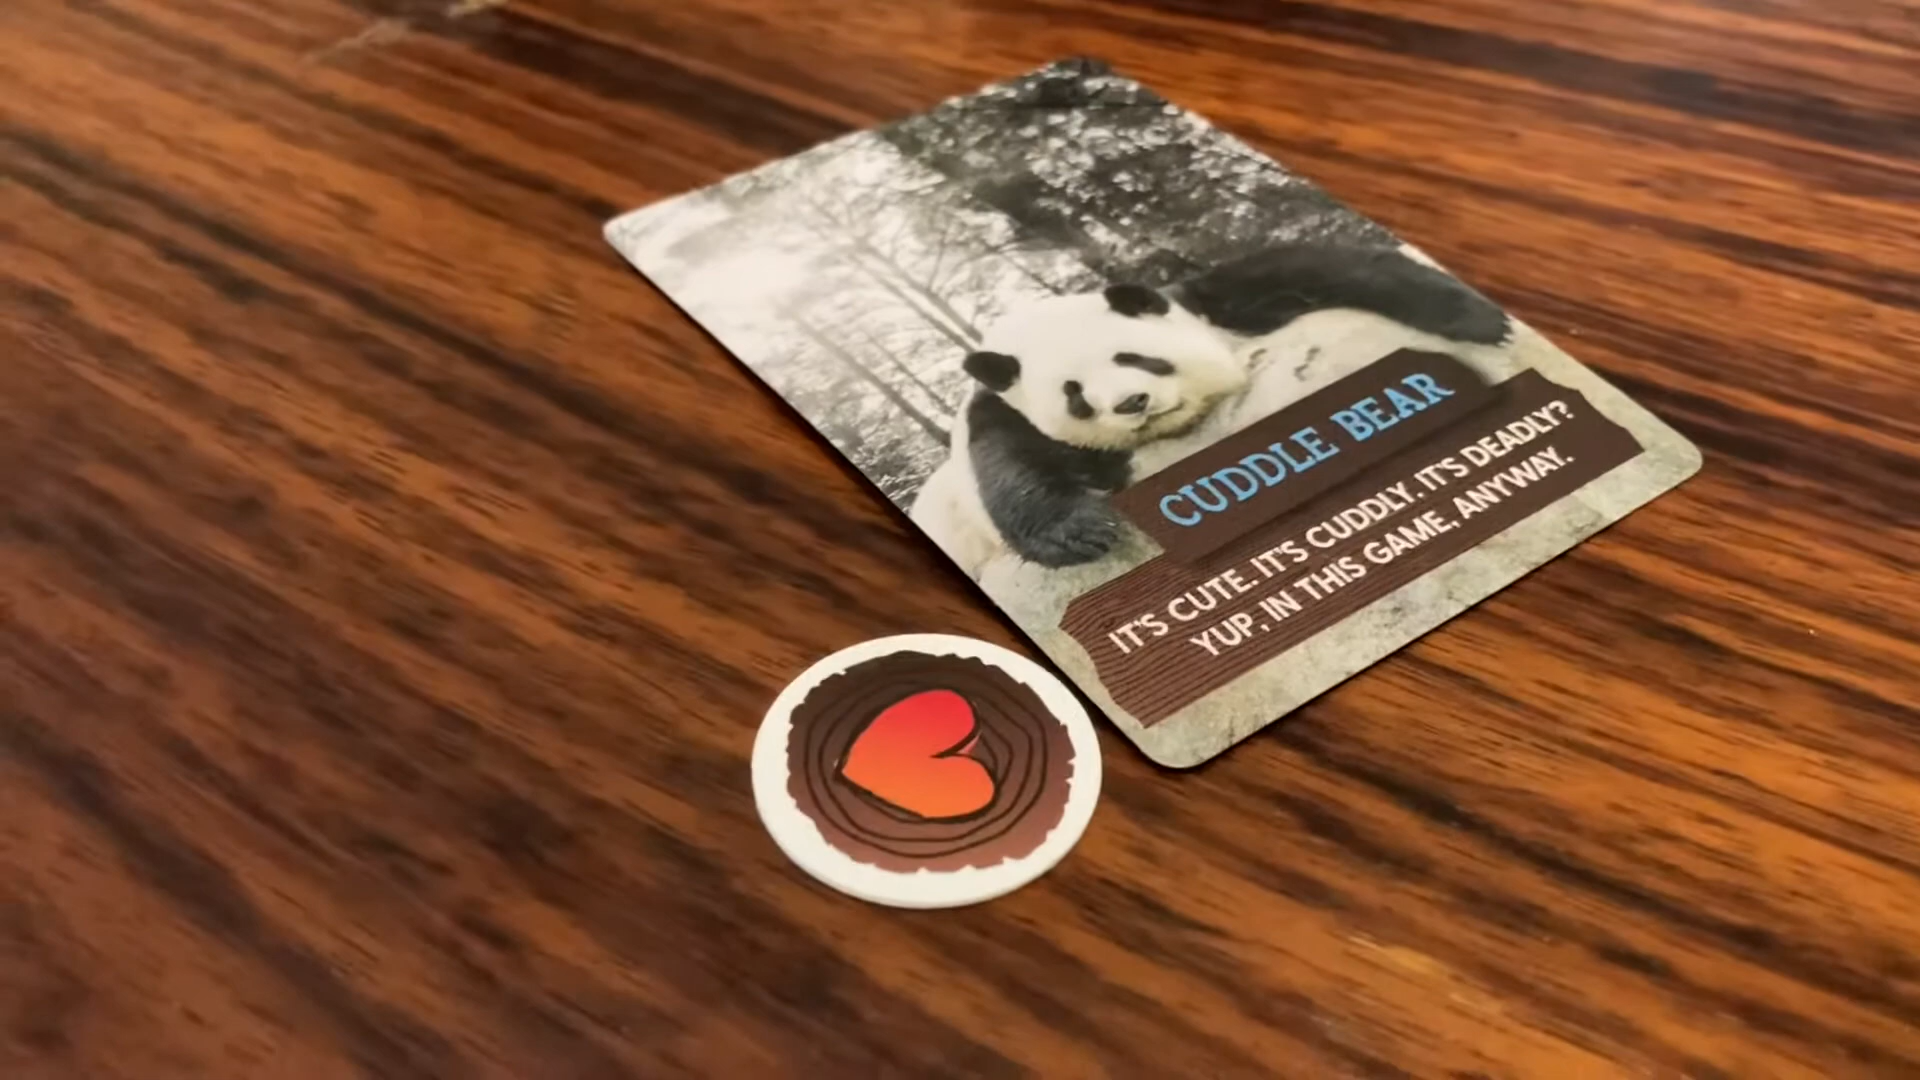 CUDDLE BEAR
IT'S CUTE. IT'S CUDDLY. IT'S DEADLY?
YUP, IN THIS GAME, ANYWAY.